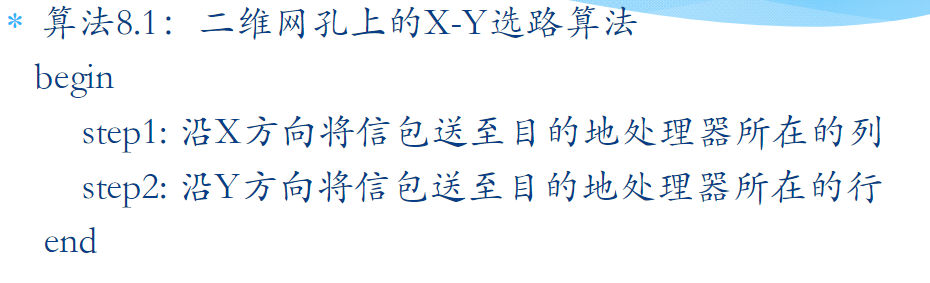 * 算法8.1：二维网孔上的X-Y选路算法
begin
step1: 沿X方向将信包送至目的地处理器所在的列
step2: 沿Y方向将信包送至目的地处理器所在的行
end